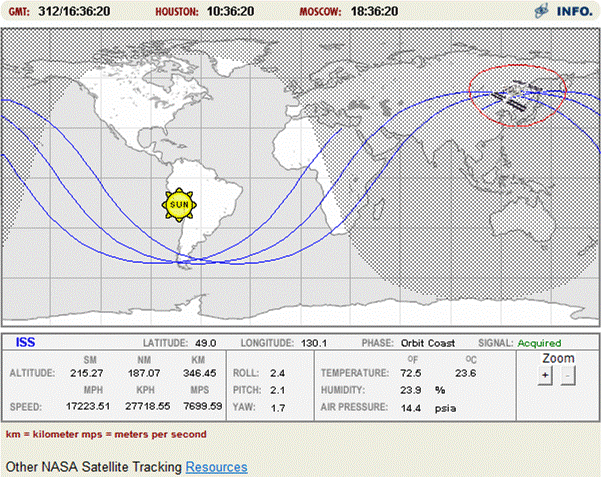 GMT: 312/16:36:20 HOUSTON: 10:36:20 MOSCOW: 18:36:20 INFO.
SUN
ISS LATITUDE: 49.0 LONGITUDE: 130.1 PHASE: Orbit Coast SIGNAL: Acquired
SM NM KM ºF ºC Zoom
ALTITUDE: 215.27 187.07 346.45 ROLL: 2.4 TEMPERATURE: 72.5 23.6 + -
MPH KPH MPS PITCH: 2.1 HUMIDITY: 23.9 %
SPEED: 17223.51 27718.55 7699.59 YAW: 1.7 AIR PRESSURE: 14.4 psia
km = kilometer mps = meters per second
Other NASA Satellite Tracking Resources